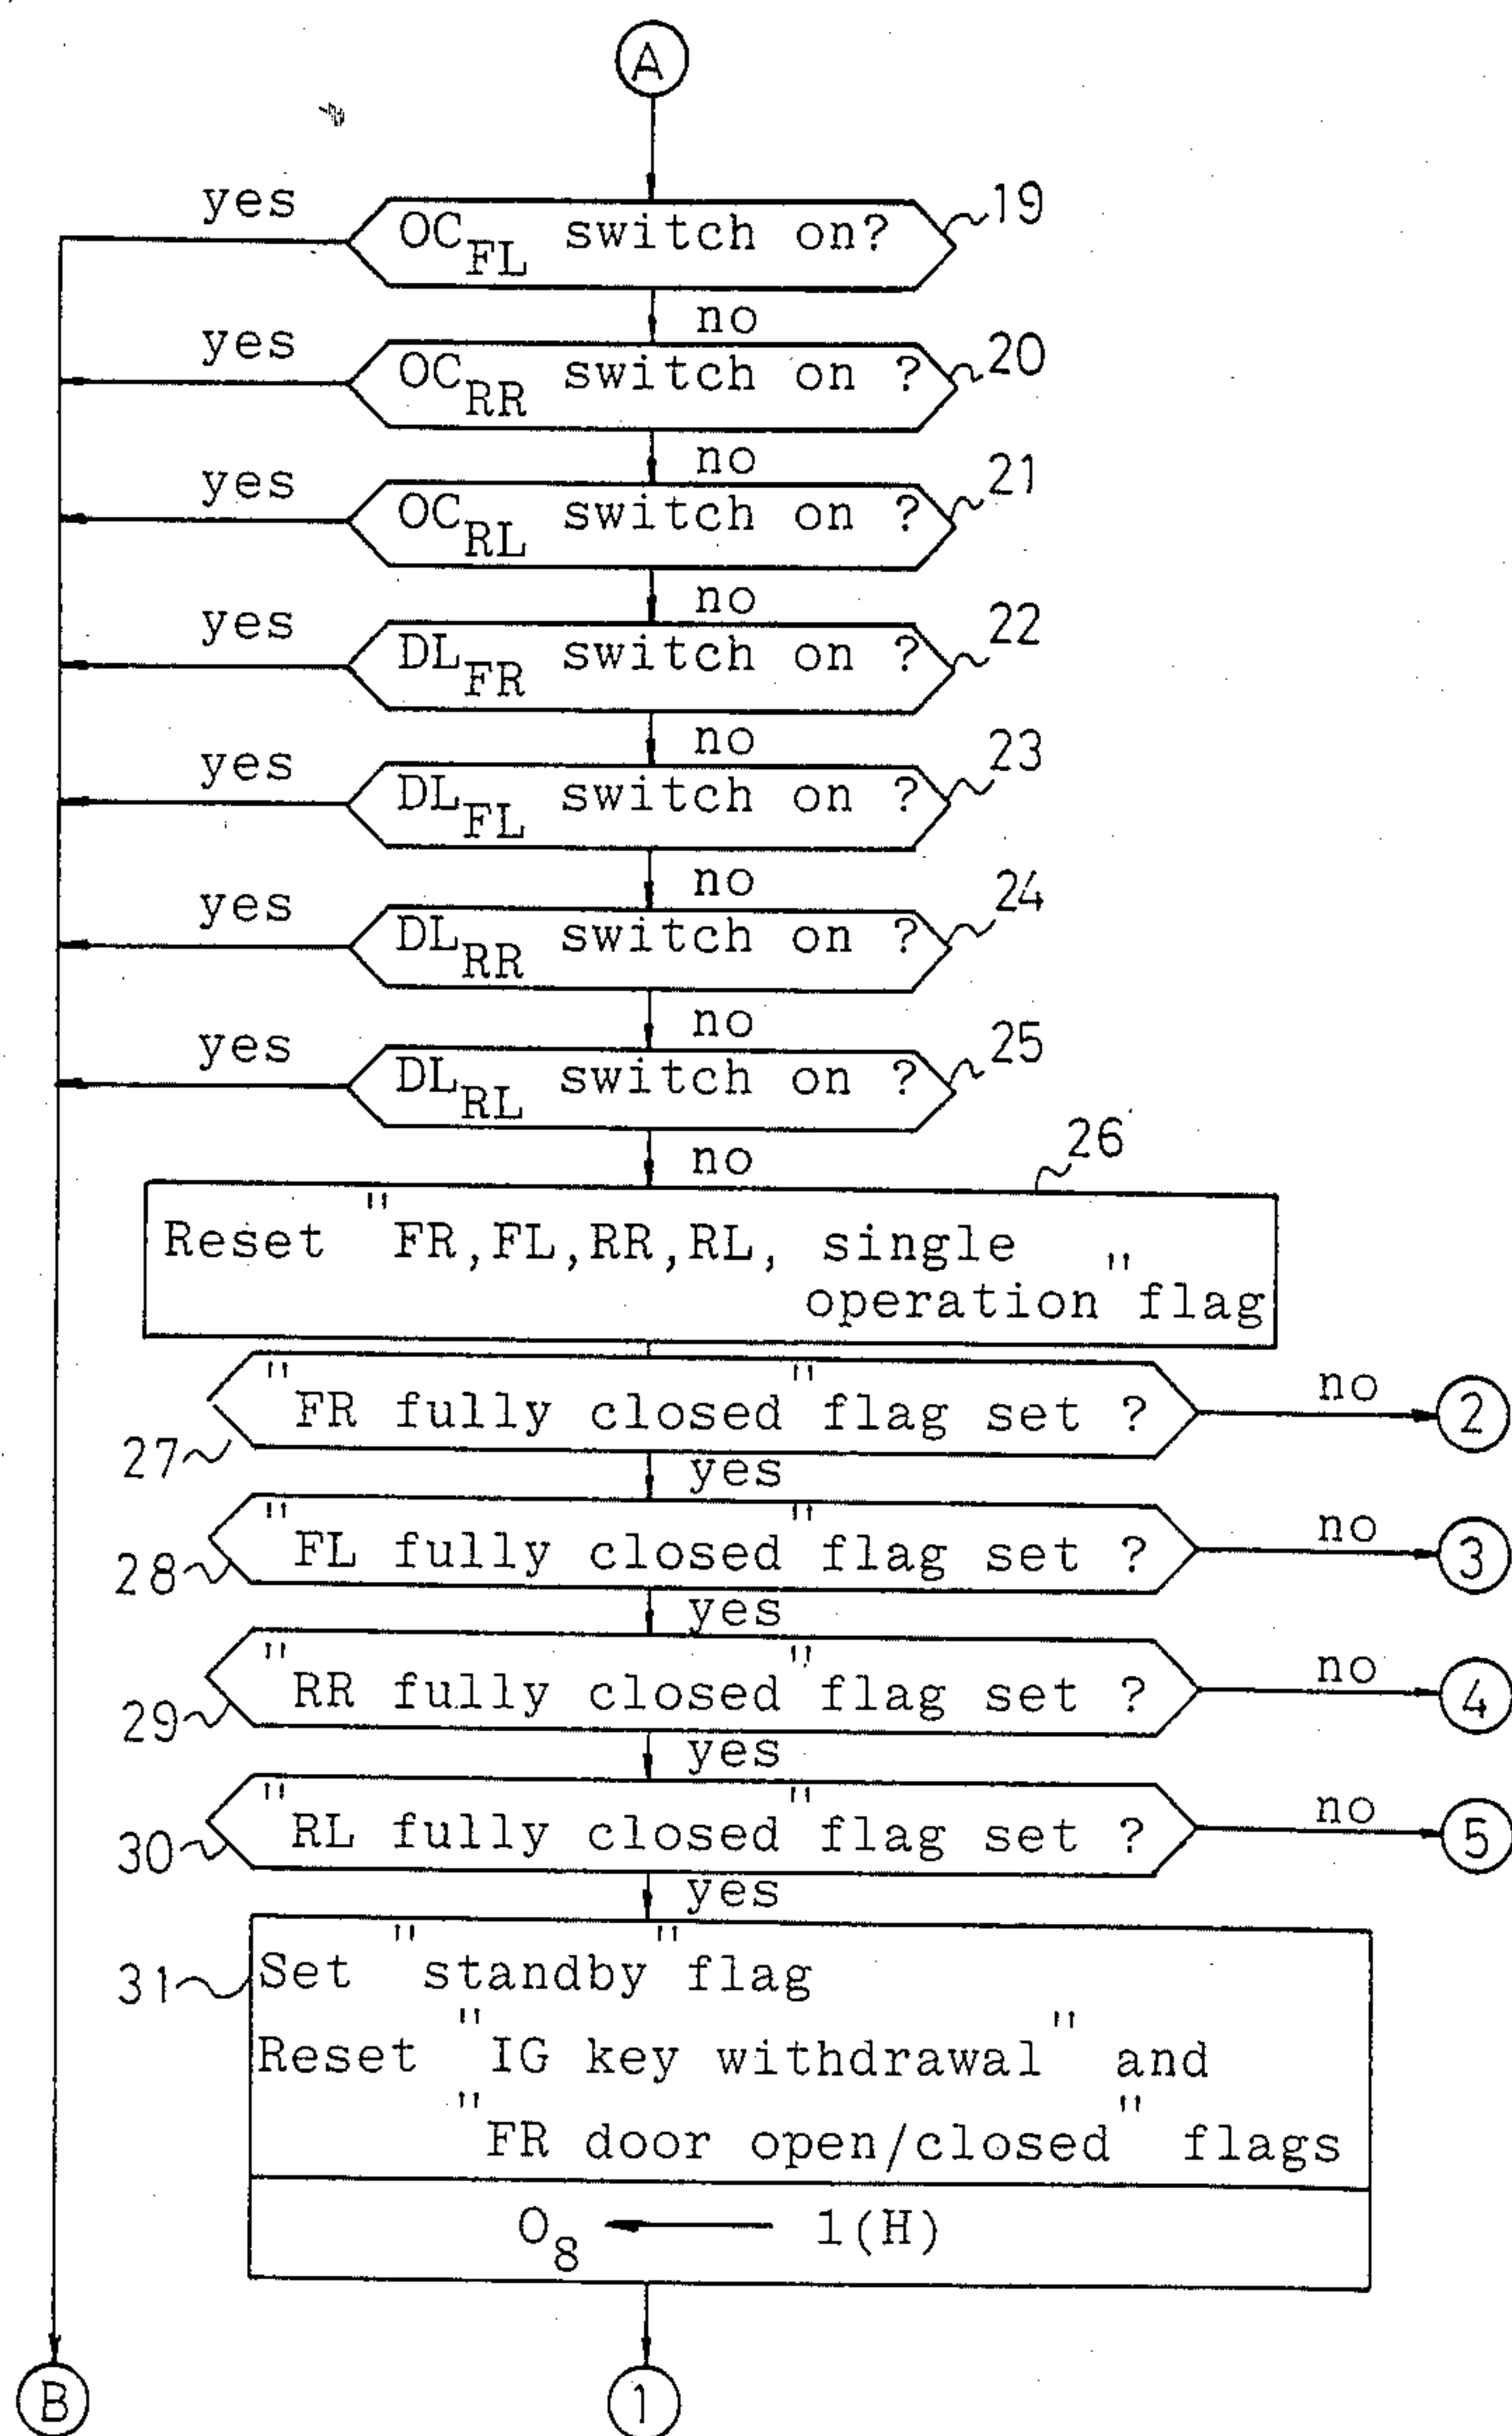 A
yes
OCFL switch on?
19
no
yes
OCRR switch on ?
20
no
yes
OCRL switch on ?
21
no
yes
DLFR switch on ?
22
no
yes
DLFL switch on ?
23
no
yes
DLRR switch on ?
24
no
yes
DLRL switch on ?
25
no
26
Reset "FR,FL,RR,RL, single
operation"flag
"FR fully closed"flag set ?
no
2
27
yes
"FL fully closed"flag set ?
no
3
28
yes
"RR fully closed"flag set ?
no
4
29
yes
"RL fully closed"flag set ?
no
5
30
yes
31
Set "standby"flag
Reset "IG key withdrawal" and
"FR door open/closed" flags
O8 ← 1(H)
B
1